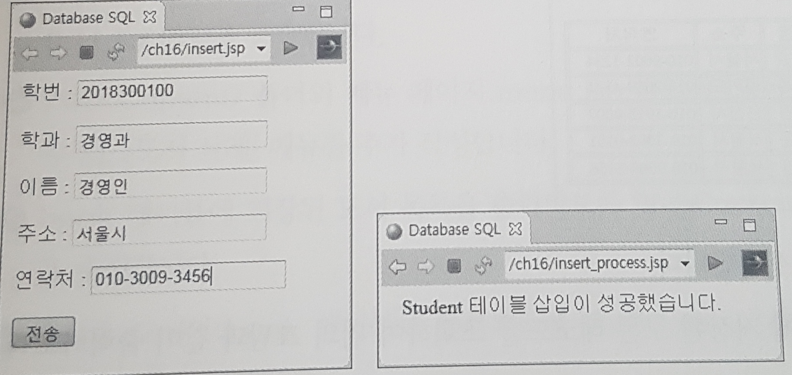 Database SQL
/ch16/insert.jsp
학번 : 2018300100
학과 : 경영과
이름 : 경영인
주소 : 서울시
연락처 : 010-3009-3456
전송
Database SQL
/ch16/insert_process.jsp
Student 테이블 삽입이 성공했습니다.